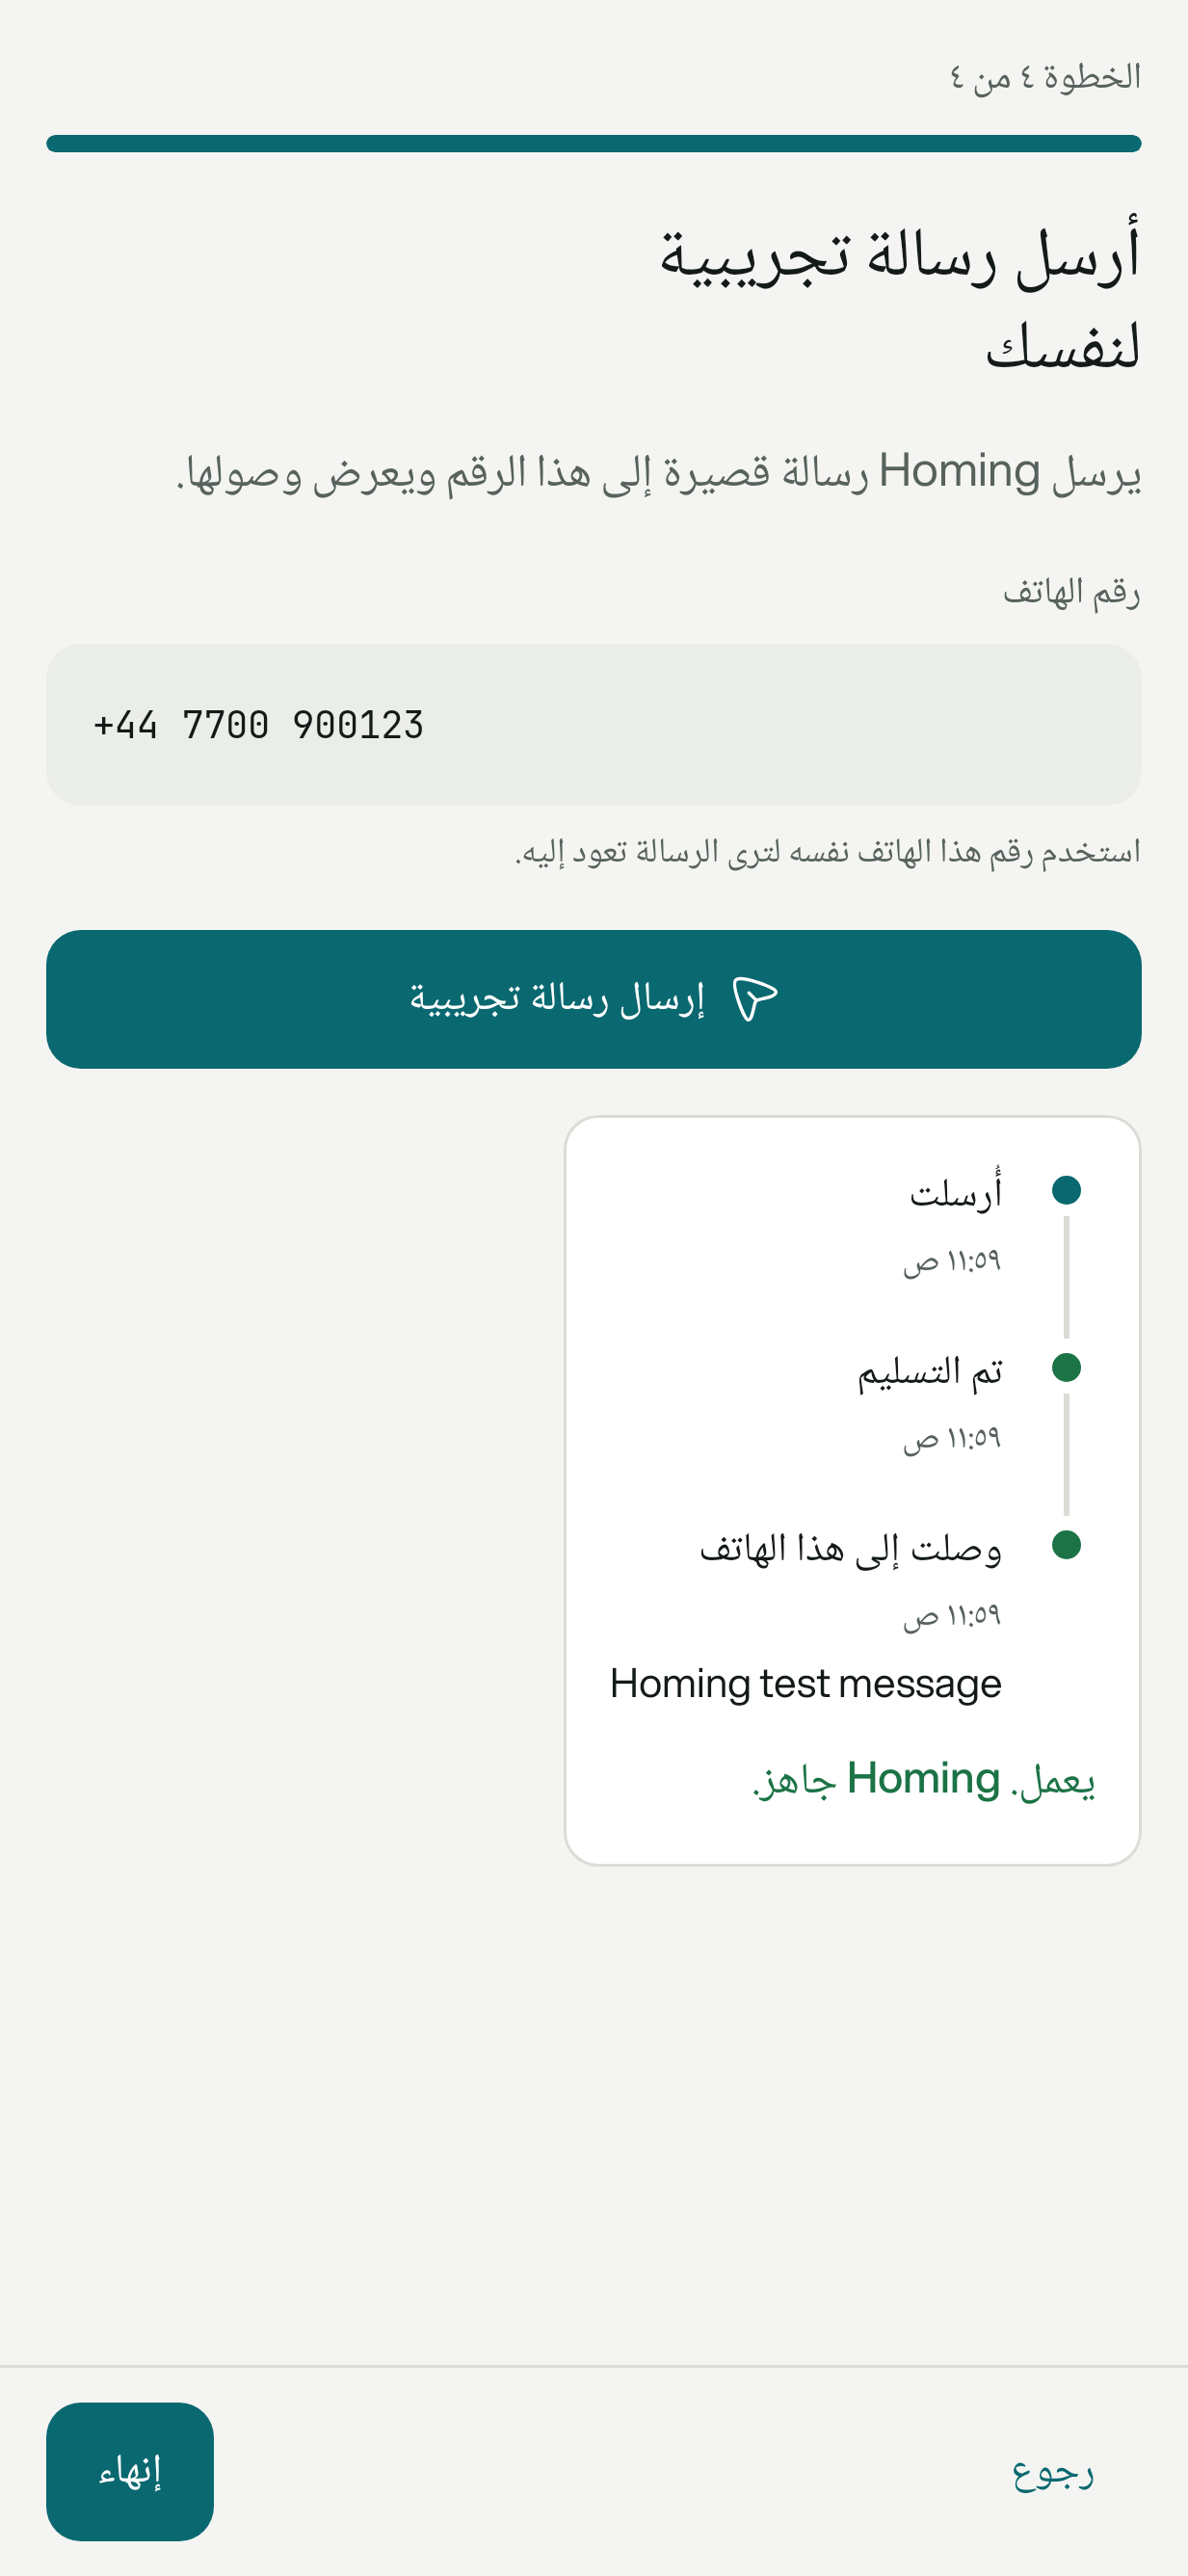 الخطوة ٤ من ٤
أرسل رسالة تجريبية
لنفسك
يرسل Homing رسالة قصيرة إلى هذا الرقم ويعرض وصولها.
رقم الهاتف
+44 7700 900123
استخدم رقم هذا الهاتف نفسه لترى الرسالة تعود إليه.
إرسال رسالة تجريبية
أُرسلت
١١:٥٩ ص
تم التسليم
١١:٥٩ ص
وصلت إلى هذا الهاتف
١١:٥٩ ص
Homing test message
يعمل. Homing جاهز.
رجوع
إنهاء